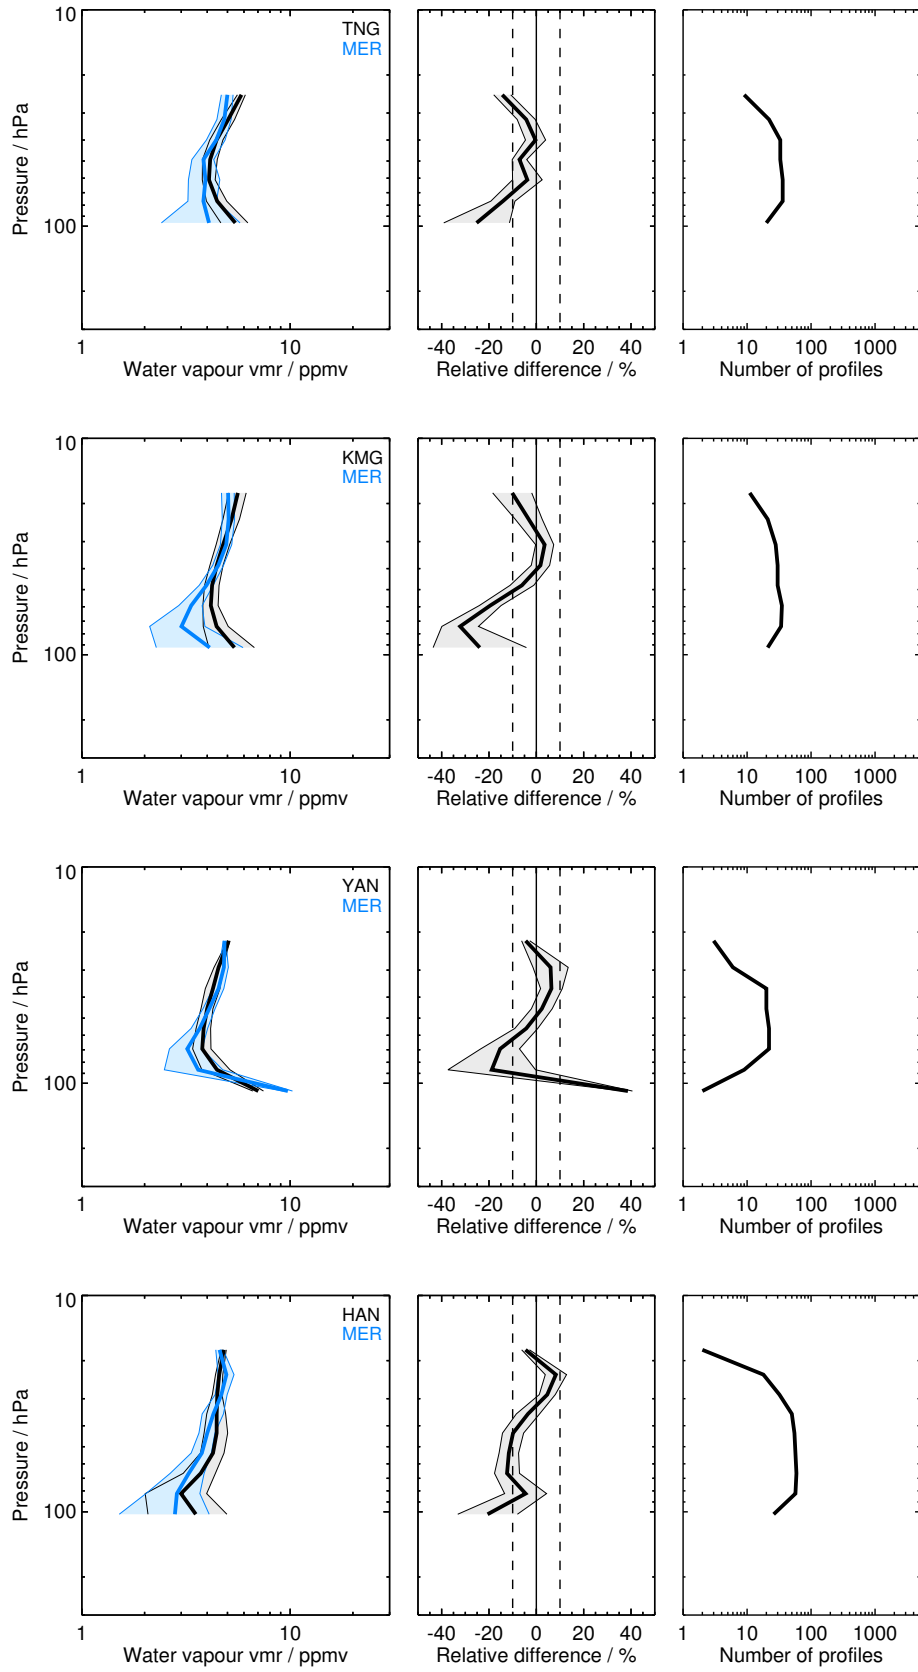 10
TNG
MER
Pressure / hPa
100
1 10
-40 -20 0 20 40
1 10 100 1000
Water vapour vmr / ppmv
Relative difference / %
Number of profiles
10
KMG
MER
Pressure / hPa
100
1 10
-40 -20 0 20 40
1 10 100 1000
Water vapour vmr / ppmv
Relative difference / %
Number of profiles
10
YAN
MER
Pressure / hPa
100
1 10
-40 -20 0 20 40
1 10 100 1000
Water vapour vmr / ppmv
Relative difference / %
Number of profiles
10
HAN
MER
Pressure / hPa
100
1 10
-40 -20 0 20 40
1 10 100 1000
Water vapour vmr / ppmv
Relative difference / %
Number of profiles